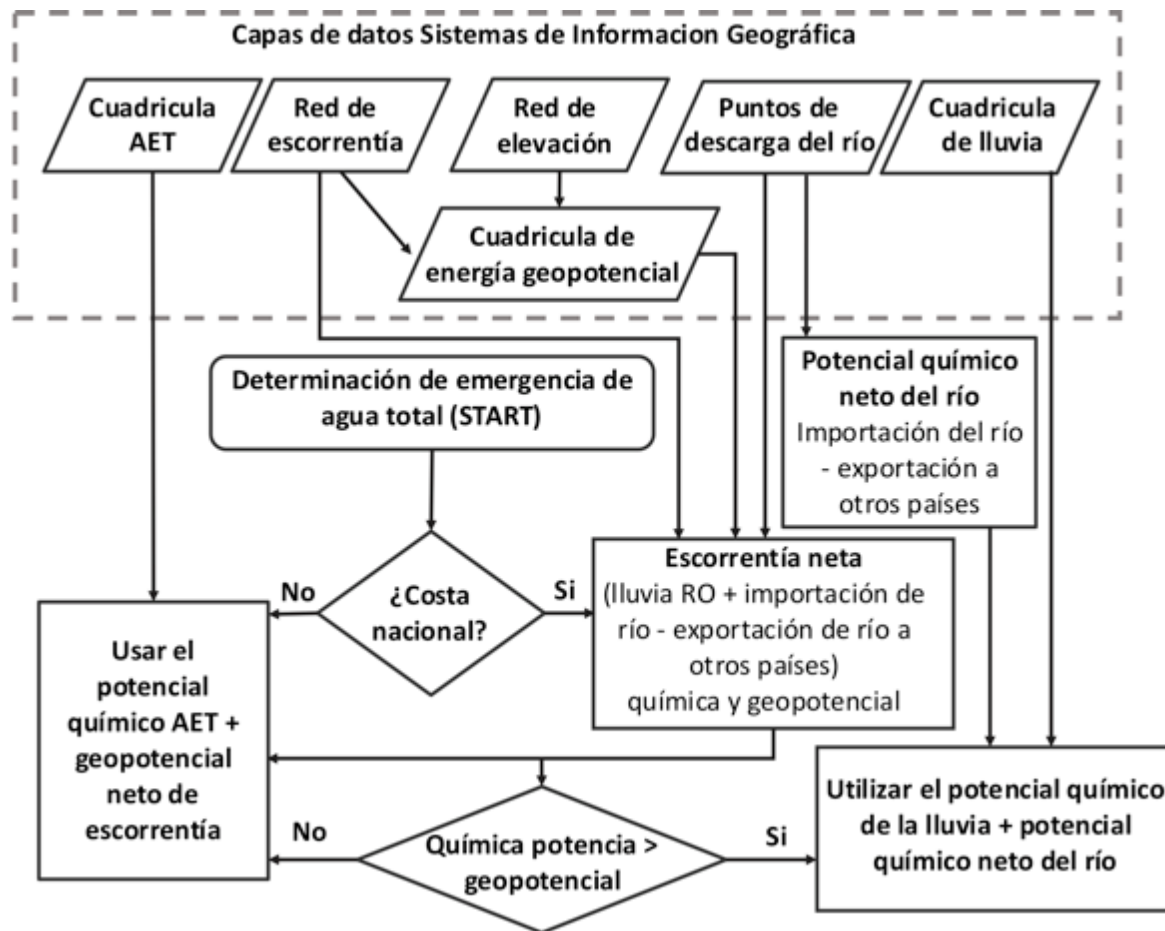 Capas de datos Sistemas de Informacion Geográfica
Cuadricula
AET
Red de
escorrentía
Red de
elevación
Puntos de
descarga del río
Cuadricula
de lluvia
Cuadricula de
energía geopotencial
Potencial químico
neto del río
Importación del río
- exportación a
otros países
Determinación de emergencia de
agua total (START)
No
¿Costa
nacional?
Si
Escorrentía neta
(lluvia RO + importación de
río - exportación de río a
otros países)
química y geopotencial
Usar el
potencial
químico AET +
geopotencial
neto de
escorrentía
No
Química potencia >
geopotencial
Si
Utilizar el potencial químico
de la lluvia + potencial
químico neto del río